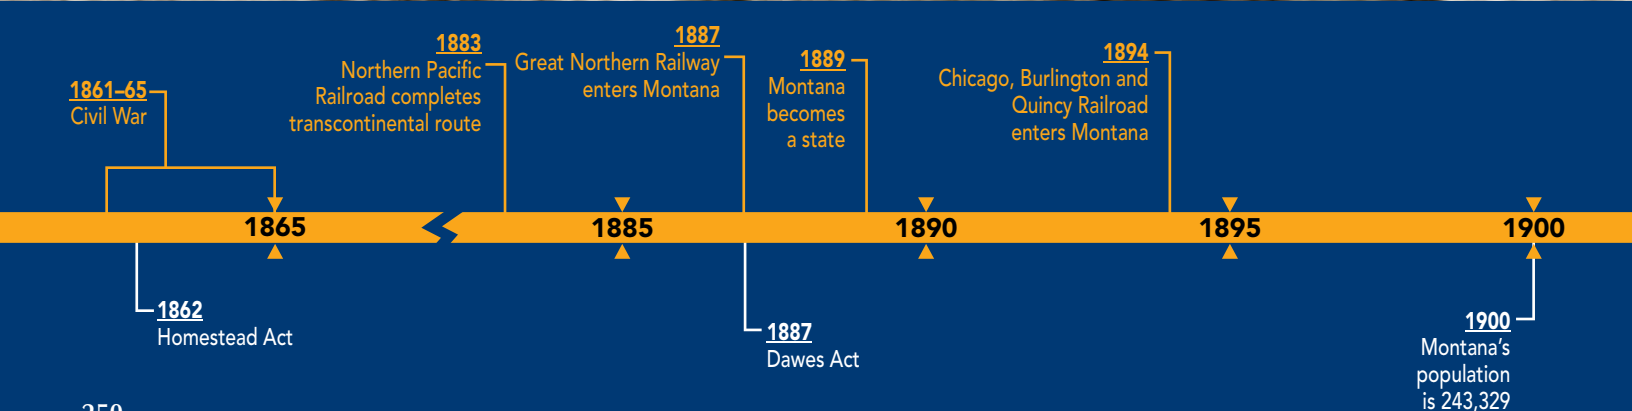 1861–65
Civil War
1883
Northern Pacific
Railroad completes
transcontinental route
1887
Great Northern Railway
enters Montana
1889
Montana
becomes
a state
1894
Chicago, Burlington and
Quincy Railroad
enters Montana
1865
1885
1890
1895
1900
1862
Homestead Act
1887
Dawes Act
1900
Montana’s
population
is 243,329